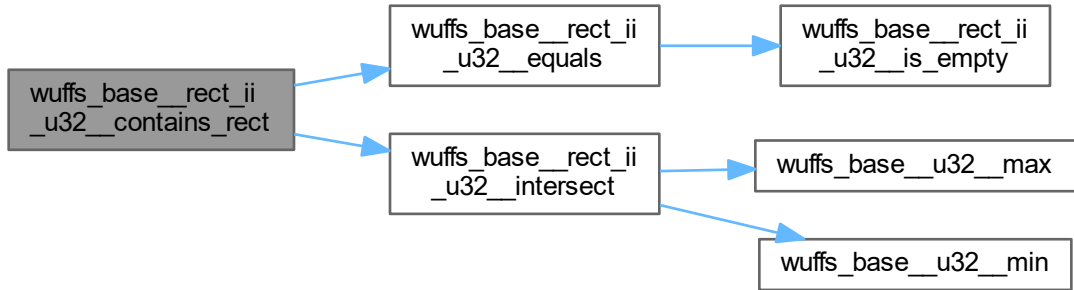 wuffs_base__rect_ii
_u32__contains_rect
wuffs_base__rect_ii
_u32__equals
wuffs_base__rect_ii
_u32__is_empty
wuffs_base__rect_ii
_u32__intersect
wuffs_base__u32__max
wuffs_base__u32__min